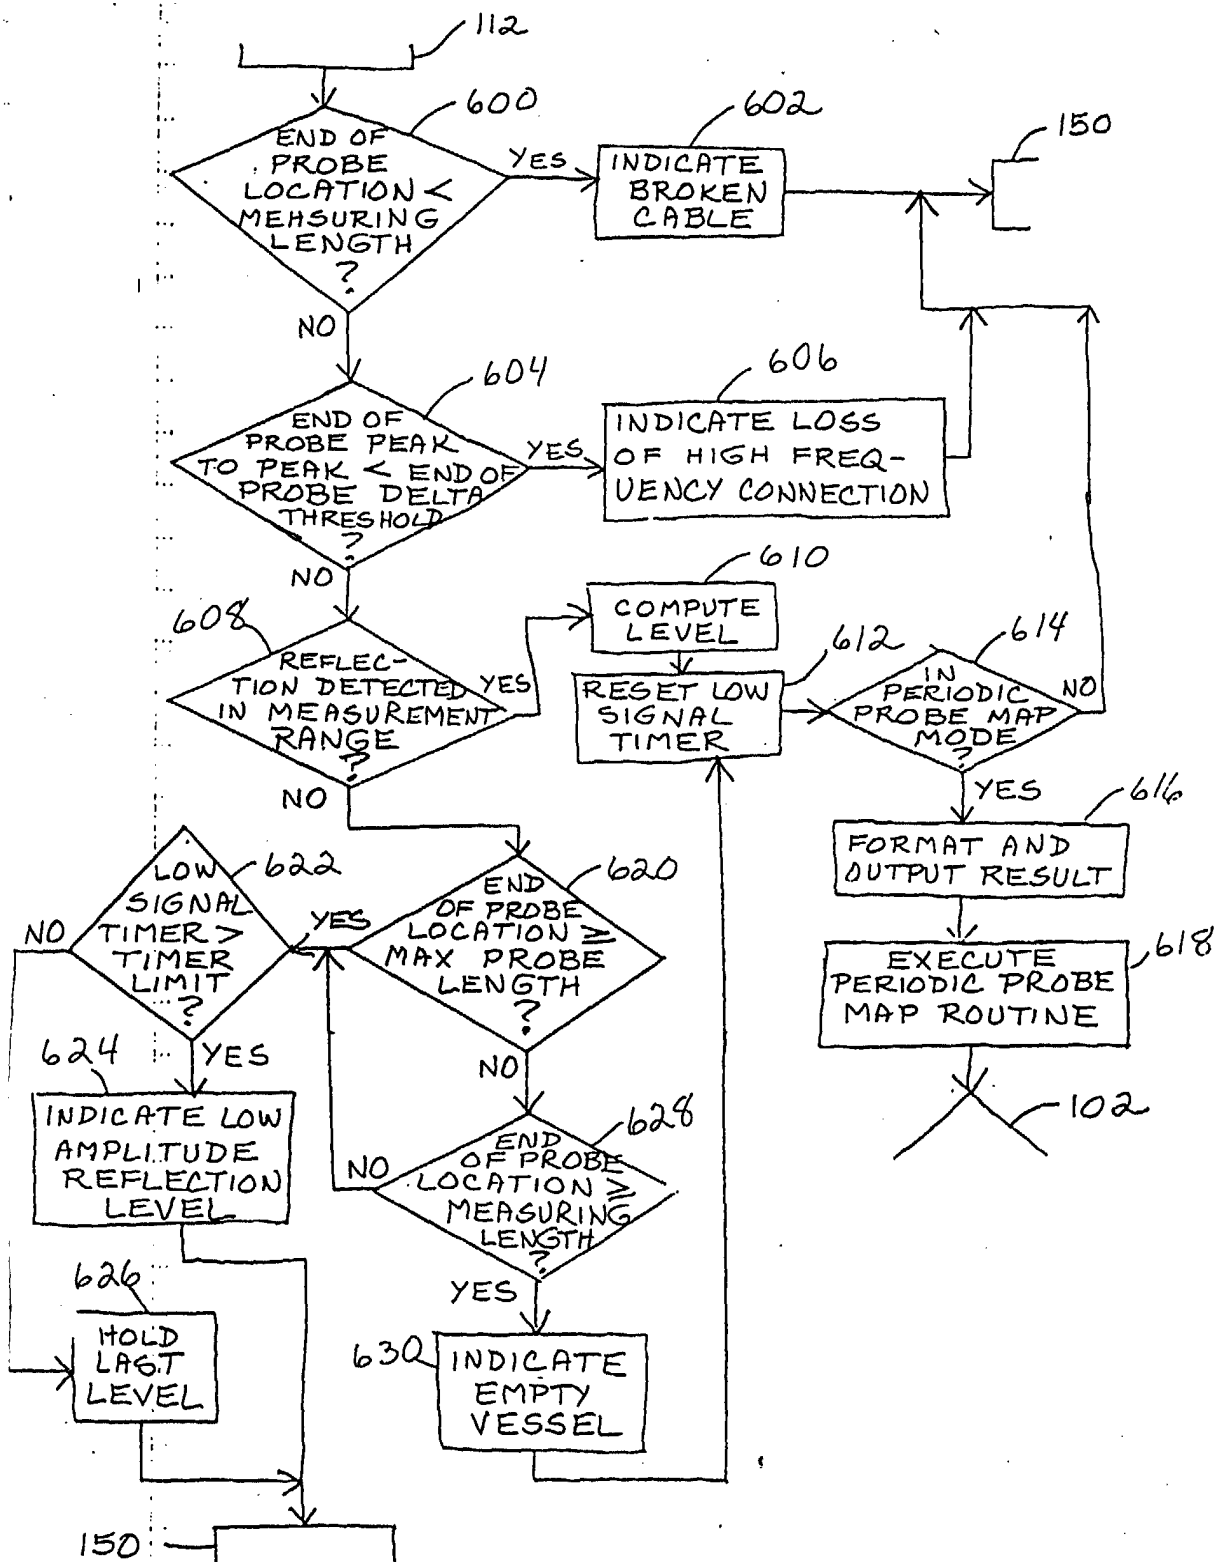 112
600
END OF
PROBE
LOCATION <
MEHSURING
LENGTH
?
YES
602
INDICATE
BROKEN
CABLE
150
NO
604
END OF
PROBE PEAK
TO PEAK < END OF
PROBE DELTA
THRESHOLD
?
YES
606
INDICATE LOSS
OF HIGH FREQ-
UENCY CONNECTION
NO
608
REFLEC-
TION DETECTED
IN MEASUREMENT
RANGE
?
YES
610
COMPUTE
LEVEL
612
RESET LOW
SIGNAL
TIMER
614
IN
PERIODIC
PROBE MAP
MODE
?
NO
YES
616
FORMAT AND
OUTPUT RESULT
618
EXECUTE
PERIODIC PROBE
MAP ROUTINE
102
NO
620
END
OF PROBE
LOCATION ≥
MAX PROBE
LENGTH
?
YES
622
LOW
SIGNAL
TIMER >
TIMER
LIMIT
?
NO
YES
624
INDICATE LOW
AMPLITUDE
REFLECTION
LEVEL
626
HOLD
LAST
LEVEL
NO
628
END
OF PROBE
LOCATION ≥
MEASURING
LENGTH
?
NO
YES
630
INDICATE
EMPTY
VESSEL
150